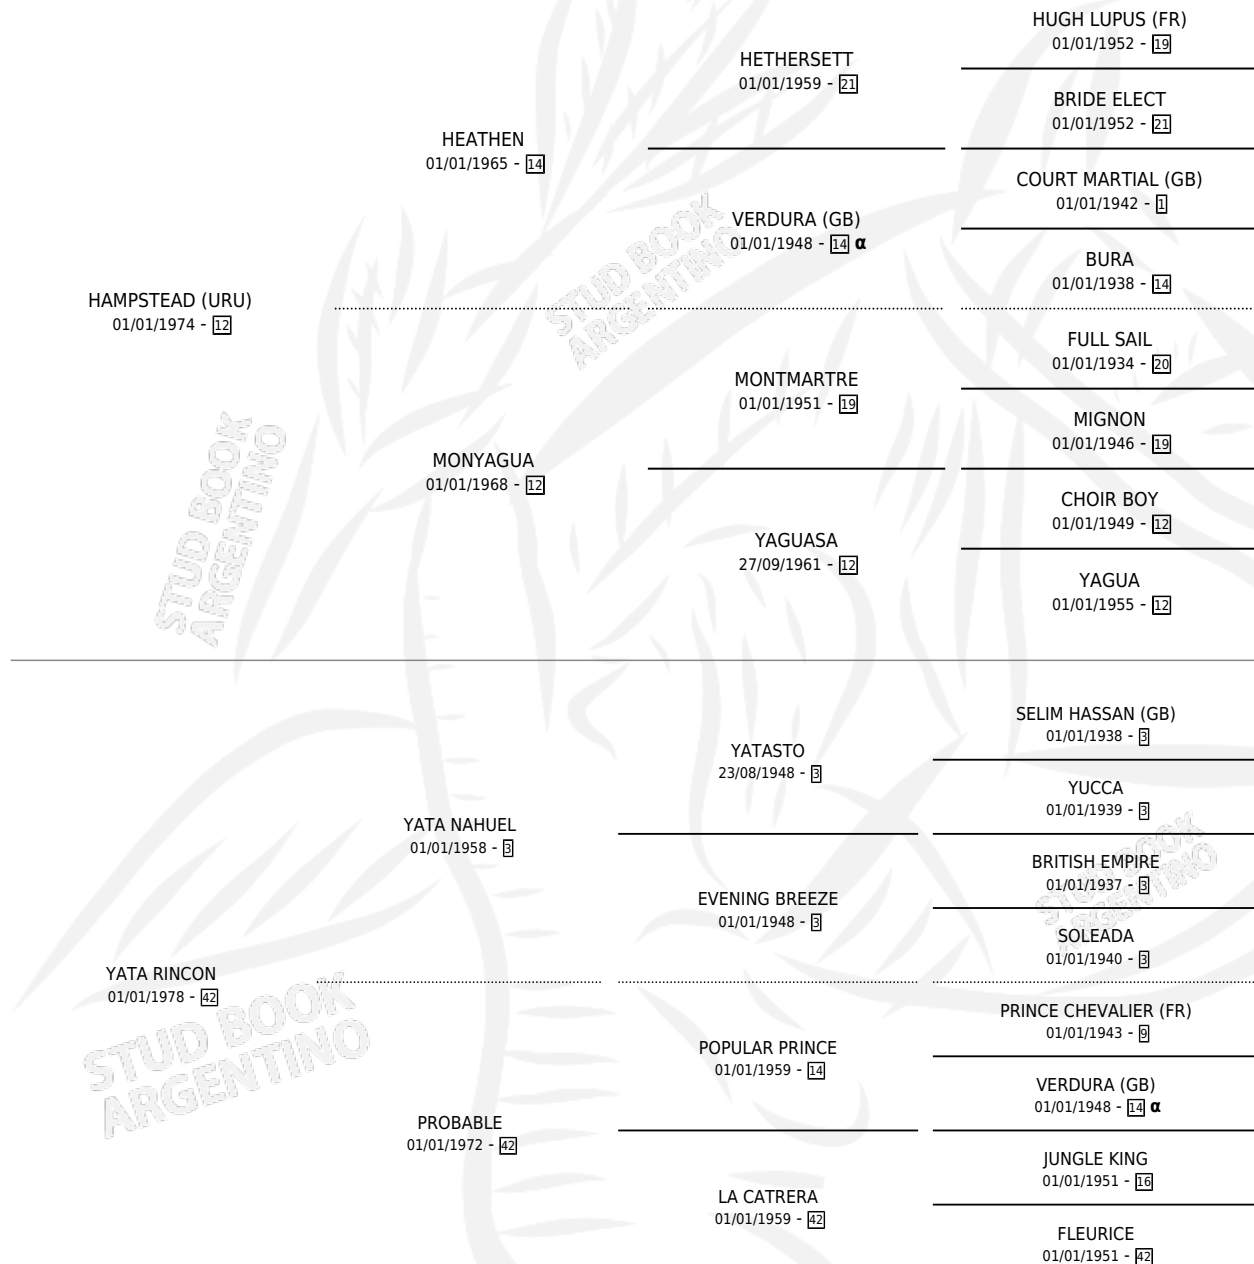 HUGH LUPUS (FR)
01/01/1952 - 19
HETHERSETT
01/01/1959 - 21
BRIDE ELECT
01/01/1952 - 21
HEATHEN
01/01/1965 - 14
COURT MARTIAL (GB)
01/01/1942 - 1
VERDURA (GB)
01/01/1948 - 14 α
BURA
01/01/1938 - 14
HAMPSTEAD (URU)
01/01/1974 - 12
FULL SAIL
01/01/1934 - 20
MONTMARTRE
01/01/1951 - 19
MIGNON
01/01/1946 - 19
MONYAGUA
01/01/1968 - 12
CHOIR BOY
01/01/1949 - 12
YAGUASA
27/09/1961 - 12
YAGUA
01/01/1955 - 12
STUD BOOK
ARGENTINO
STUD BOOK
ARGENTINO
SELIM HASSAN (GB)
01/01/1938 - 3
YATASTO
23/08/1948 - 3
YUCCA
01/01/1939 - 3
YATA NAHUEL
01/01/1958 - 3
BRITISH EMPIRE
01/01/1937 - 3
EVENING BREEZE
01/01/1948 - 3
SOLEADA
01/01/1940 - 3
YATA RINCON
01/01/1978 - 42
PRINCE CHEVALIER (FR)
01/01/1943 - 9
POPULAR PRINCE
01/01/1959 - 14
VERDURA (GB)
01/01/1948 - 14 α
PROBABLE
01/01/1972 - 42
JUNGLE KING
01/01/1951 - 16
LA CATRERA
01/01/1959 - 42
FLEURICE
01/01/1951 - 42
STUD BOOK
ARGENTINO
STUD BOOK
ARGENTINO